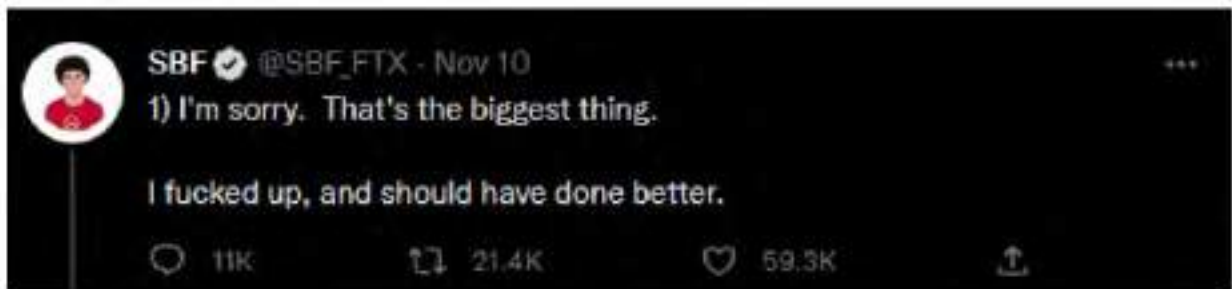 SBF @SBF_FTX · Nov 10
1) I'm sorry.  That's the biggest thing.
I fucked up, and should have done better.
11K 21.4K 59.3K